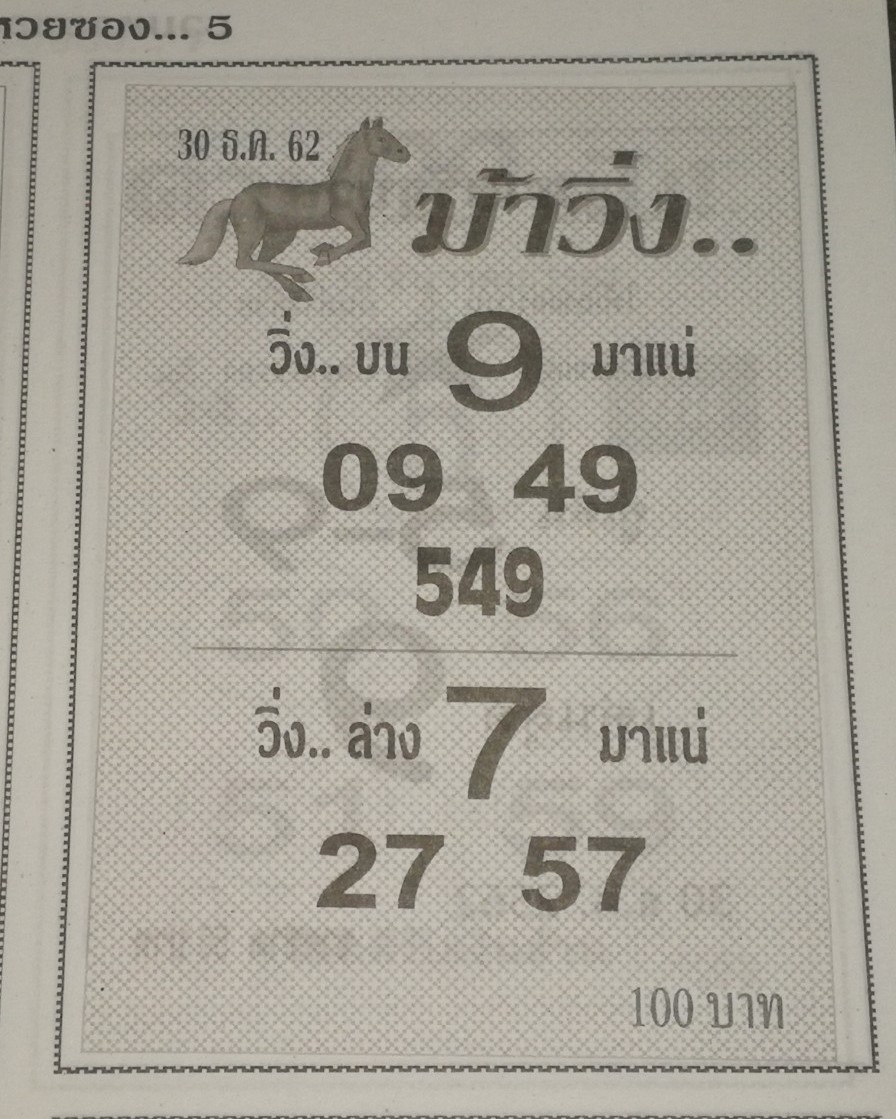 หวยซอง... 5
30 ธ.ค. 62
ม้าวิ่ง..
วิ่ง.. บน 9 มาแน่
09 49
549
วิ่ง.. ล่าง 7 มาแน่
27 57
100 บาท